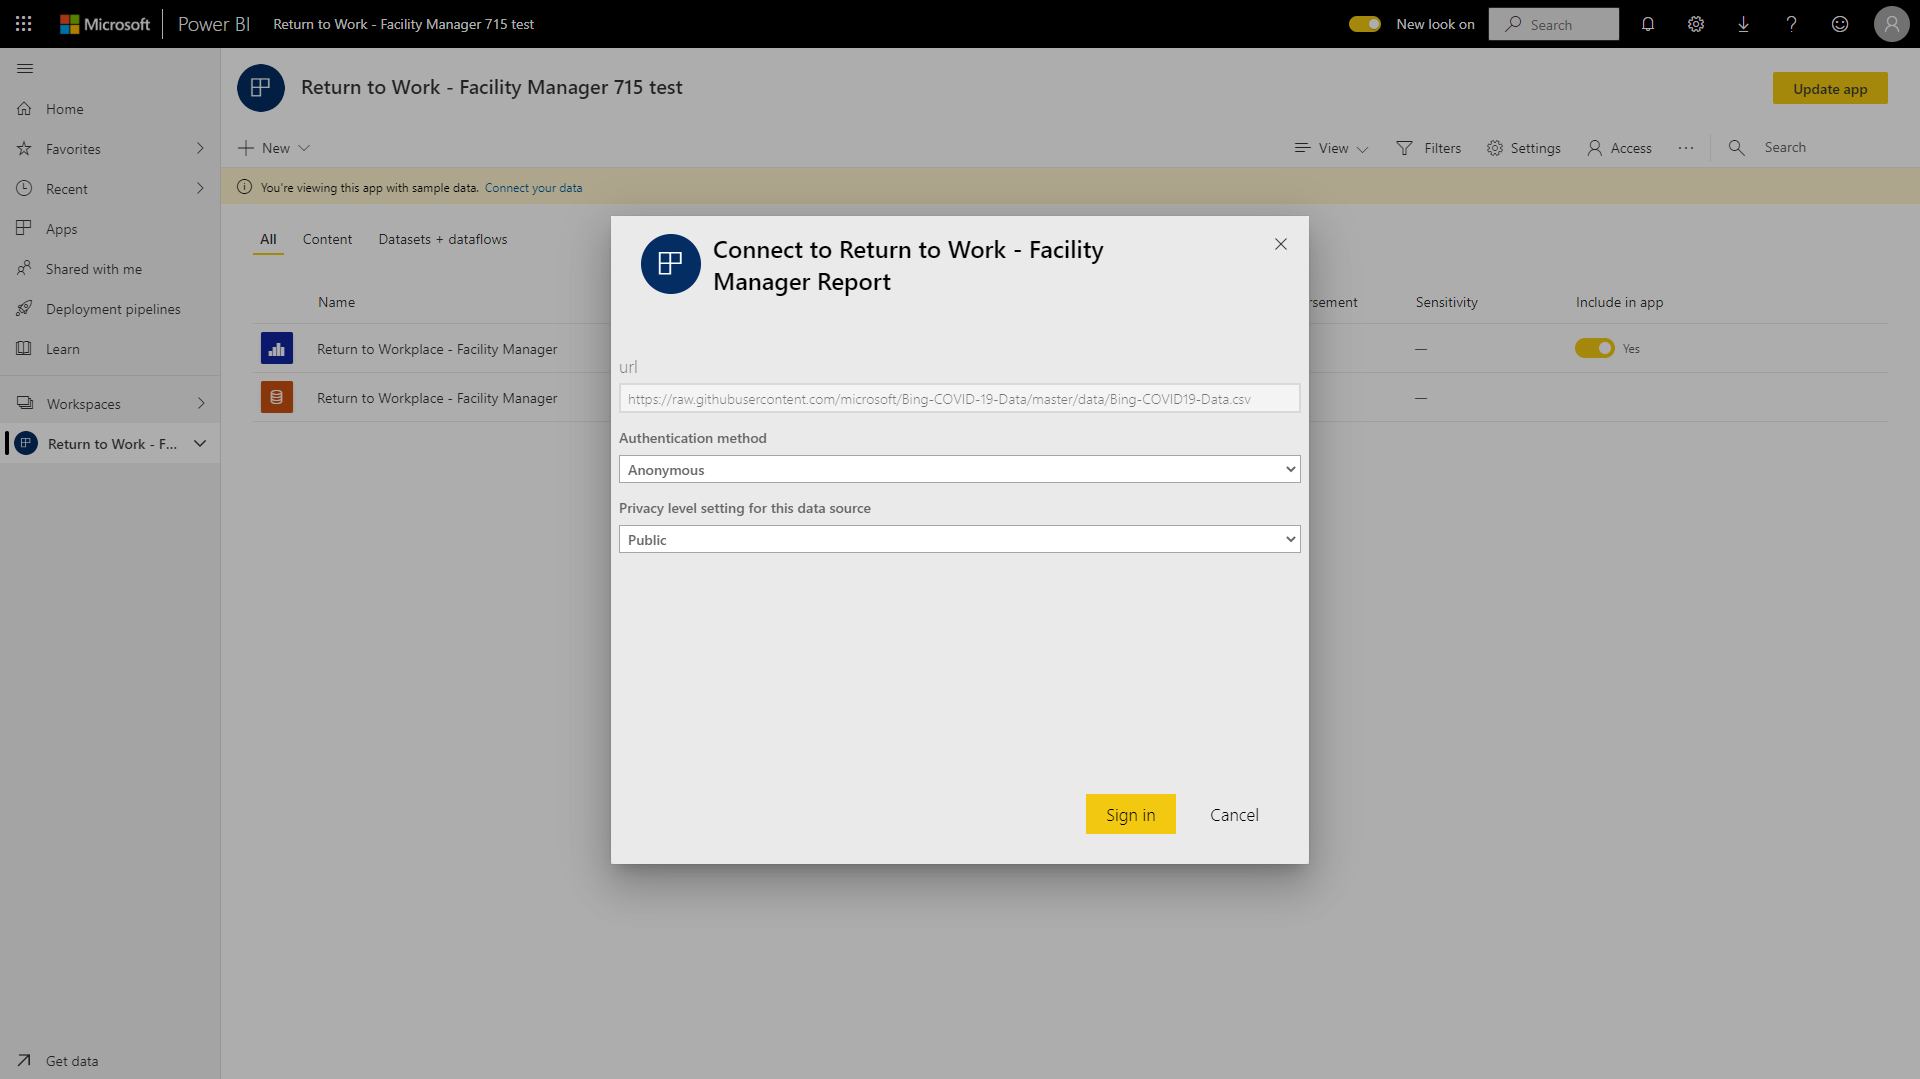 Microsoft Power BI Return to Work - Facility Manager 715 test New look on Search
Return to Work - Facility Manager 715 test Update app
Home
Favorites
Recent
Apps
Shared with me
Deployment pipelines
Learn
Workspaces
Return to Work - F...
Get data
New View Filters Settings Access ... Search
You're viewing this app with sample data. Connect your data
All Content Datasets + dataflows
Name Sensitivity Include in app
Return to Workplace - Facility Manager — Yes
Return to Workplace - Facility Manager —
Connect to Return to Work - Facility
Manager Report
url
https://raw.githubusercontent.com/microsoft/Bing-COVID-19-Data/master/data/Bing-COVID19-Data.csv
Authentication method
Anonymous
Privacy level setting for this data source
Public
Sign in Cancel